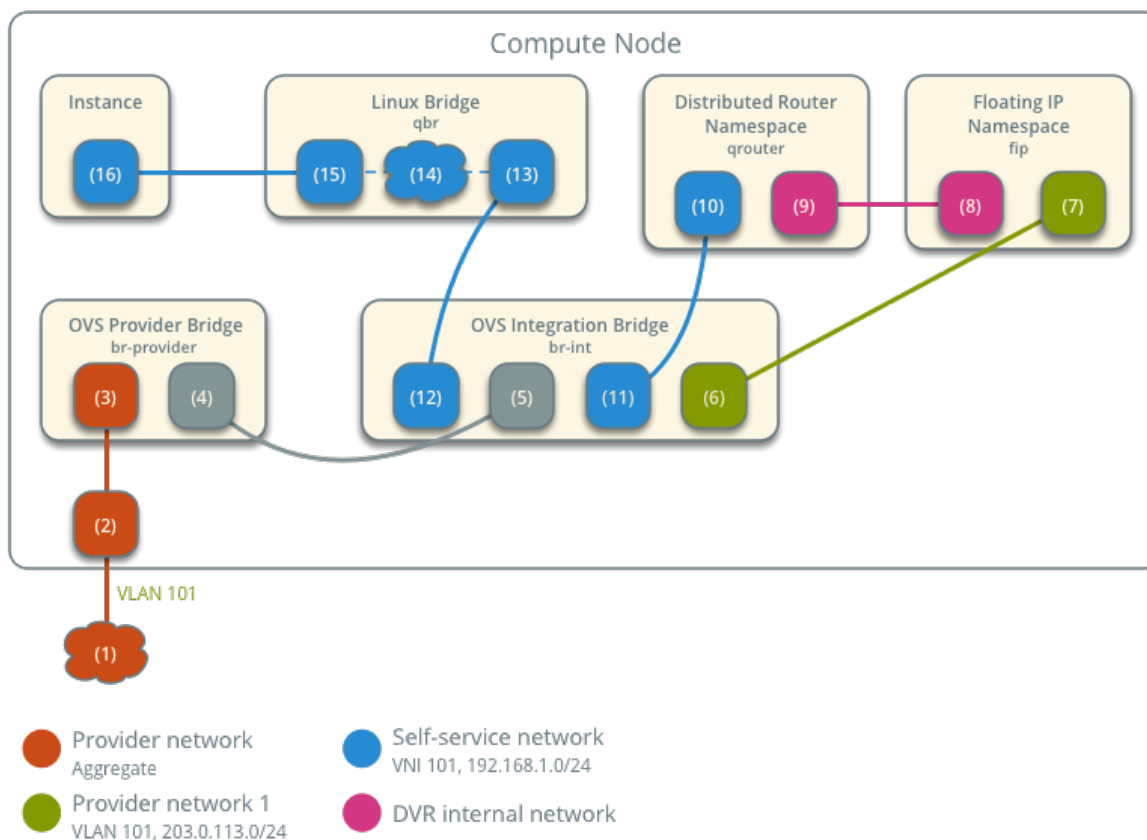 Compute Node
Instance
Linux Bridge
qbr
Distributed Router
Namespace
qrouter
Floating IP
Namespace
fip
(16)
(15)
(14)
(13)
(10)
(9)
(8)
(7)
OVS Provider Bridge
br-provider
OVS Integration Bridge
br-int
(3)
(4)
(12)
(5)
(11)
(6)
(2)
VLAN 101
(1)
Provider network
Aggregate
Self-service network
VNI 101, 192.168.1.0/24
Provider network 1
VLAN 101, 203.0.113.0/24
DVR internal network